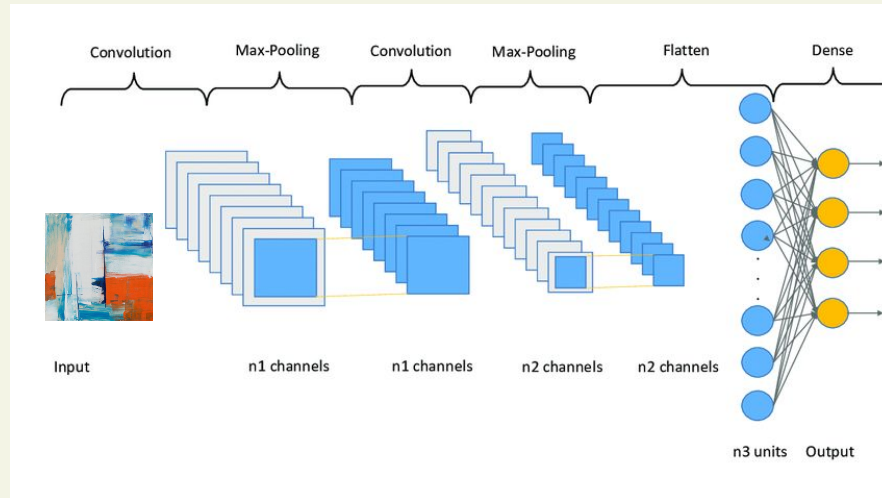 Convolution Max-Pooling Convolution Max-Pooling Flatten Dense
Input n1 channels n1 channels n2 channels n2 channels
n3 units Output